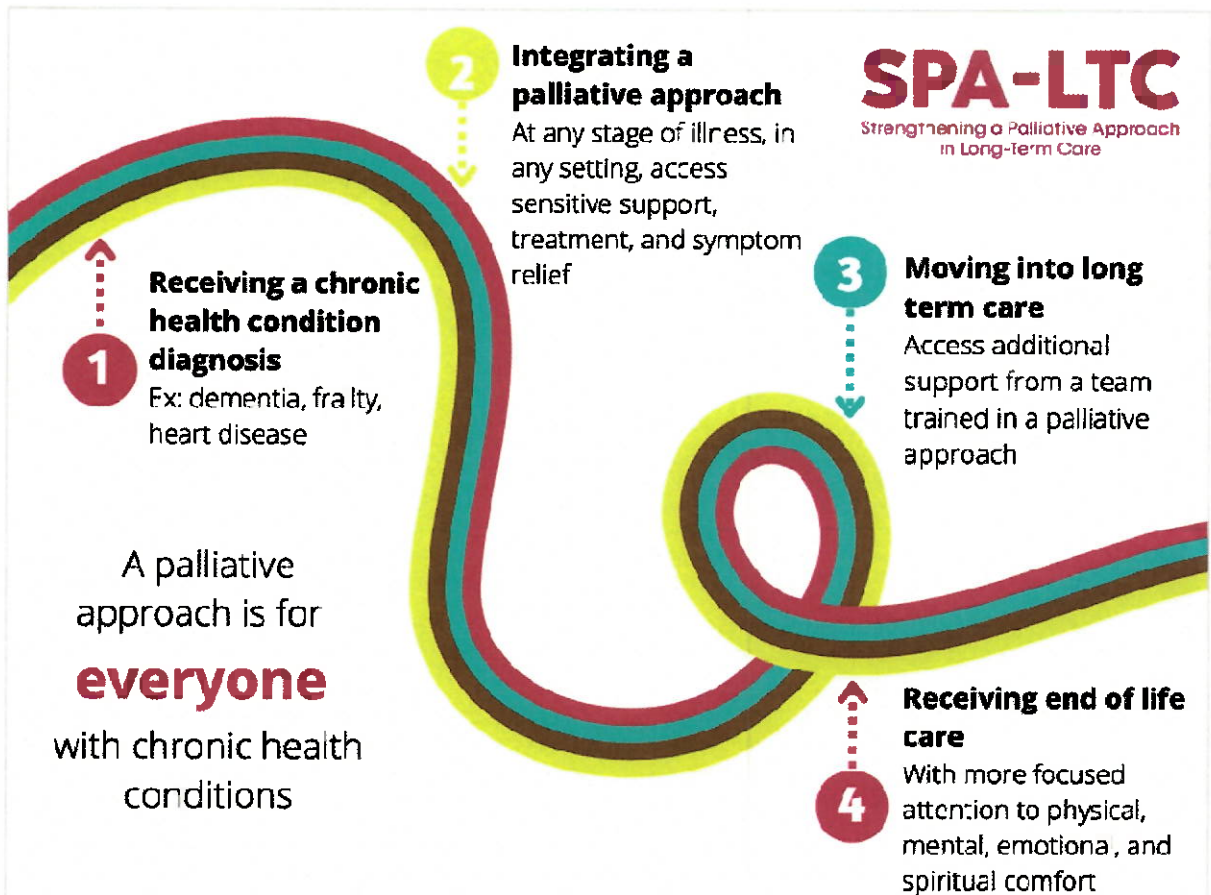 SPA-LTC
Strengthening a Palliative Approach
in Long-Term Care
1
Receiving a chronic
health condition
diagnosis
Ex: dementia, frailty,
heart disease
2
Integrating a
palliative approach
At any stage of illness, in
any setting, access
sensitive support,
treatment, and symptom
relief
3
Moving into long
term care
Access additional
support from a team
trained in a palliative
approach
4
Receiving end of life
care
With more focused
attention to physical,
mental, emotional, and
spiritual comfort
A palliative
approach is for
everyone
with chronic health
conditions